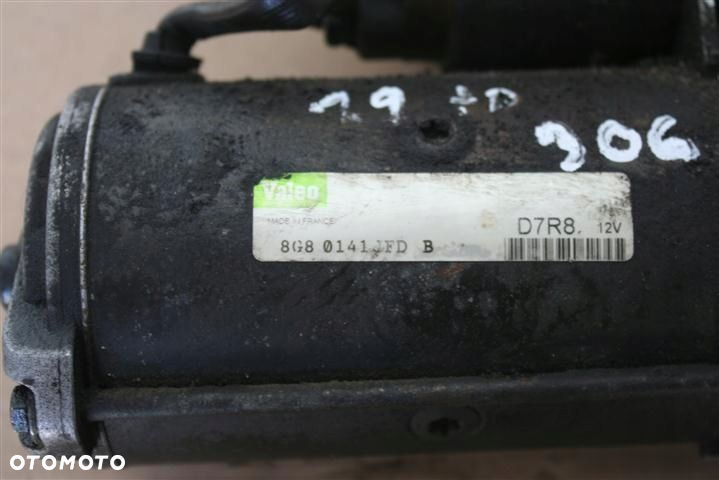 1.9 TD
306
Valeo
MADE IN FRANCE
D7R8. 12V
8G8 0141JFD B
OTOMOTO